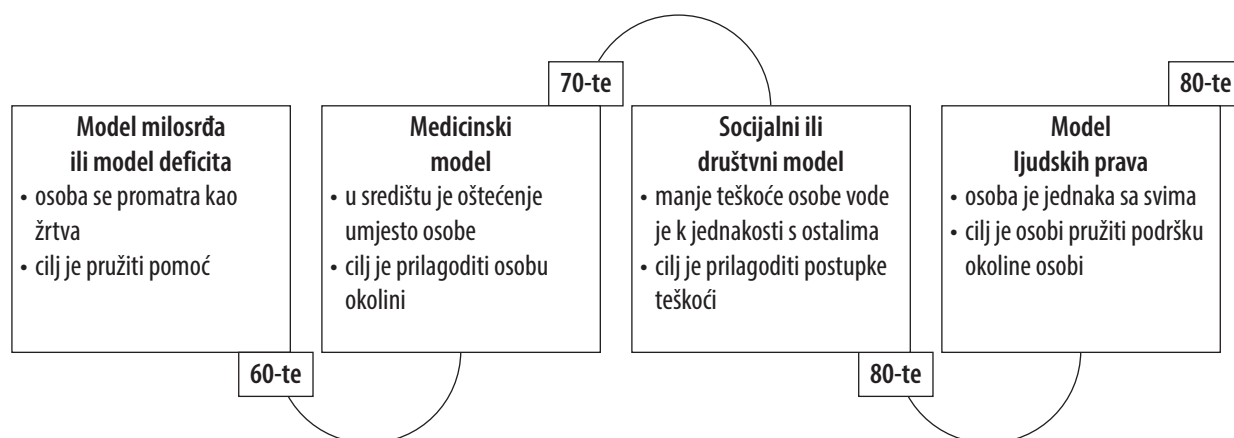 Model milosrđa
ili model deficita
• osoba se promatra kao
žrtva
• cilj je pružiti pomoć
60-te
70-te
Medicinski
model
• u središtu je oštećenje
umjesto osobe
• cilj je prilagoditi osobu
okolini
Socijalni ili
društvni model
• manje teškoće osobe vode
je k jednakosti s ostalima
• cilj je prilagoditi postupke
teškoći
80-te
80-te
Model
ljudskih prava
• osoba je jednaka sa svima
• cilj je osobi pružiti podršku
okoline osobi